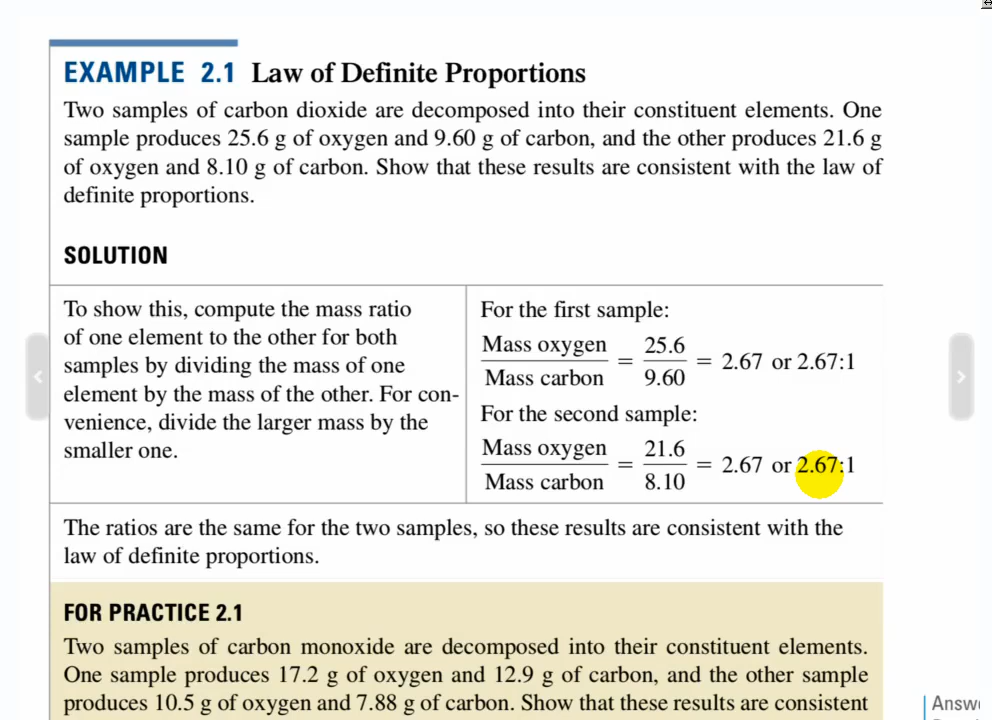 EXAMPLE 2.1 Law of Definite Proportions
Two samples of carbon dioxide are decomposed into their constituent elements. One
sample produces 25.6 g of oxygen and 9.60 g of carbon, and the other produces 21.6 g
of oxygen and 8.10 g of carbon. Show that these results are consistent with the law of
definite proportions.
SOLUTION
To show this, compute the mass ratio
of one element to the other for both
samples by dividing the mass of one
element by the mass of the other. For con-
venience, divide the larger mass by the
smaller one.
For the first sample:
Mass oxygen / Mass carbon = 25.6 / 9.60 = 2.67 or 2.67:1
For the second sample:
Mass oxygen / Mass carbon = 21.6 / 8.10 = 2.67 or 2.67:1
The ratios are the same for the two samples, so these results are consistent with the
law of definite proportions.
FOR PRACTICE 2.1
Two samples of carbon monoxide are decomposed into their constituent elements.
One sample produces 17.2 g of oxygen and 12.9 g of carbon, and the other sample
produces 10.5 g of oxygen and 7.88 g of carbon. Show that these results are consistent